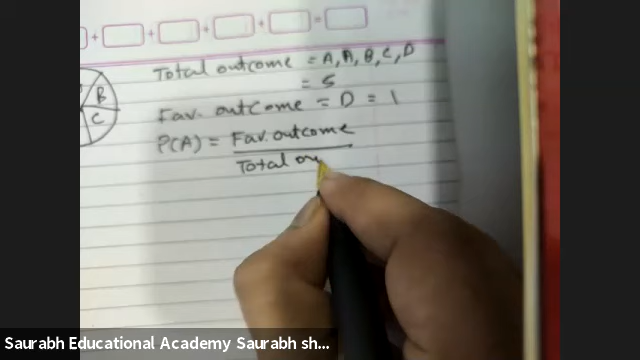 + + + + + =
Total outcome = A, A, B, C, D
= 5
B
Fav. outcome = D = 1
C
P(A) = Fav. outcome
Total ou
Saurabh Educational Academy Saurabh sh...